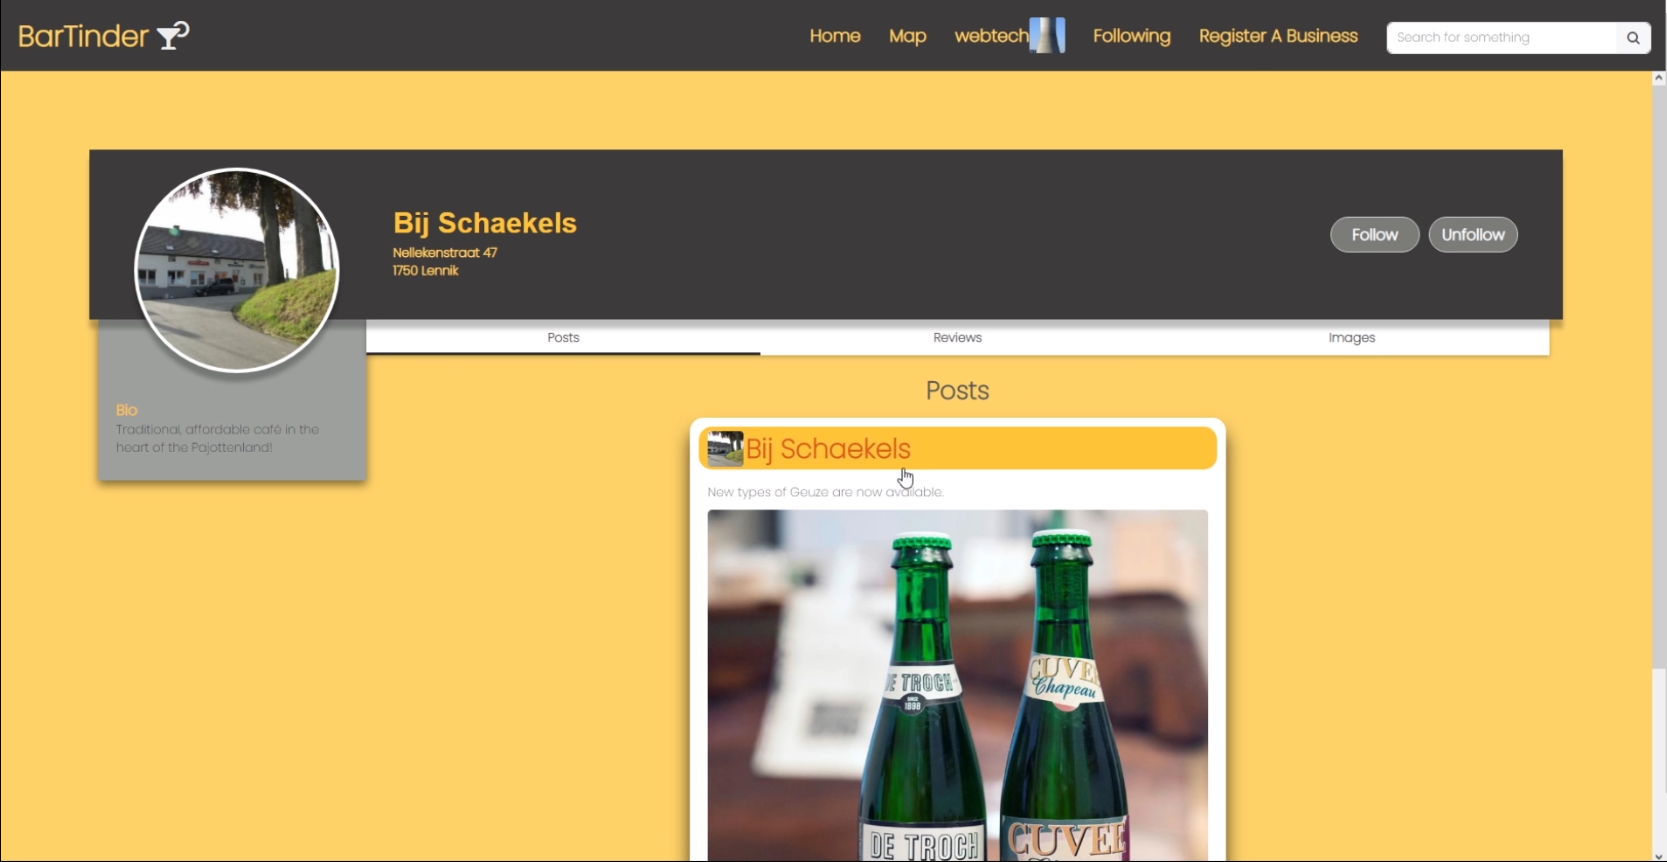 BarTinder
Home Map webtech Following Register A Business Search for something
Bij Schaekels
Nellekenstraat 47
1750 Lennik
Follow Unfollow
Posts Reviews Images
Bio
Traditional, affordable café in the
heart of the Pajottenland!
Posts
Bij Schaekels
New types of Geuze are now available.
DE TROCH
SINCE
1898
CUVEE
Chapeau
DE TROCH
CUVEE